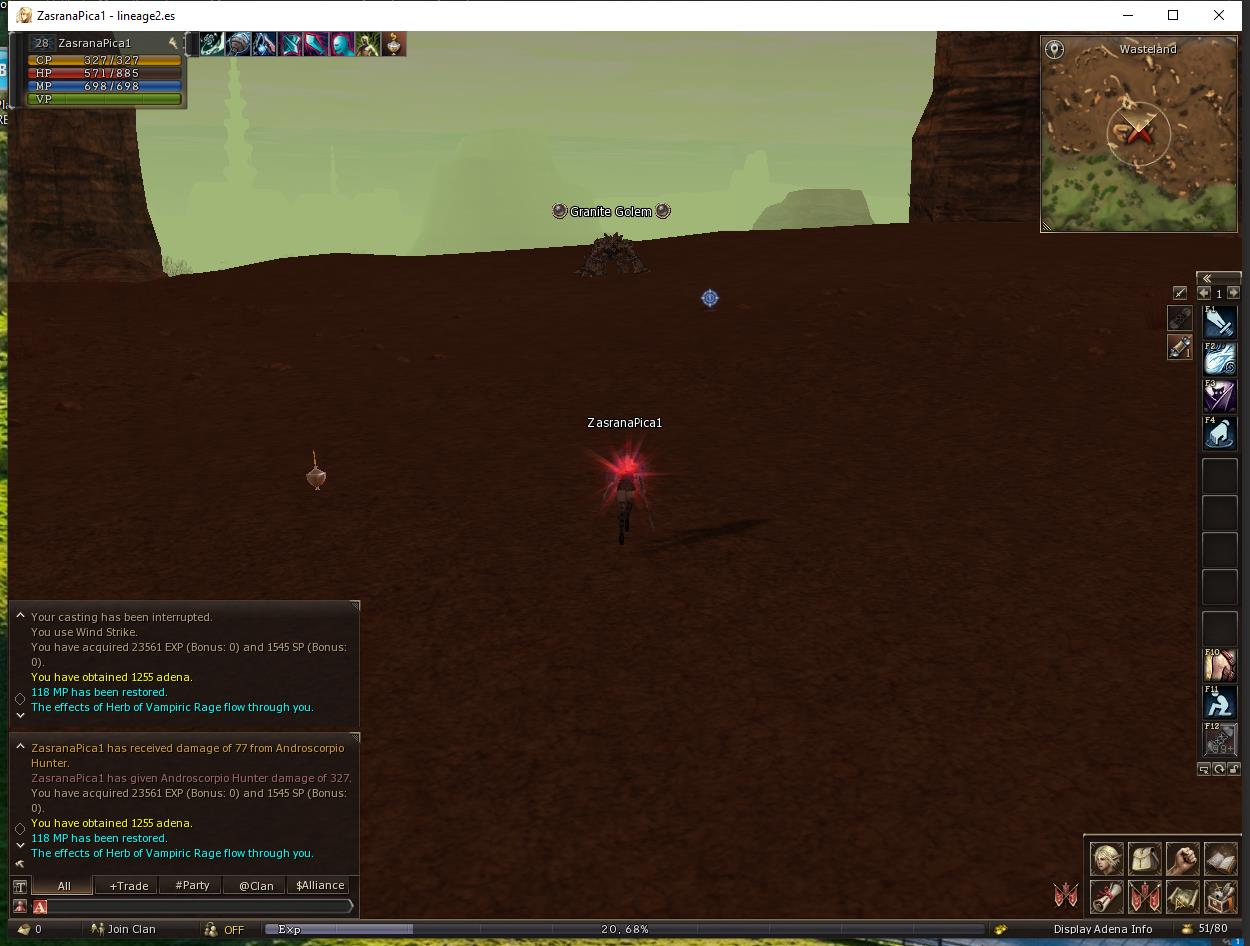 ZasranaPica1 - lineage2.es
28 ZasranaPica1
CP 327/327
HP 571/885
MP 698/698
VP
Wasteland
Granite Golem
1
F1
F2
1
F3
ZasranaPica1
F4
Your casting has been interrupted.
You use Wind Strike.
You have acquired 23561 EXP (Bonus: 0) and 1545 SP (Bonus:
0).
You have obtained 1255 adena.
118 MP has been restored.
The effects of Herb of Vampiric Rage flow through you.
F10
F11
F12
99+
ZasranaPica1 has received damage of 77 from Androscorpio
Hunter.
ZasranaPica1 has given Androscorpio Hunter damage of 327.
You have acquired 23561 EXP (Bonus: 0) and 1545 SP (Bonus:
0).
You have obtained 1255 adena.
118 MP has been restored.
The effects of Herb of Vampiric Rage flow through you.
T All +Trade #Party @Clan $Alliance
A
0 Join Clan OFF Exp 20, 68% Display Adena Info 51/80